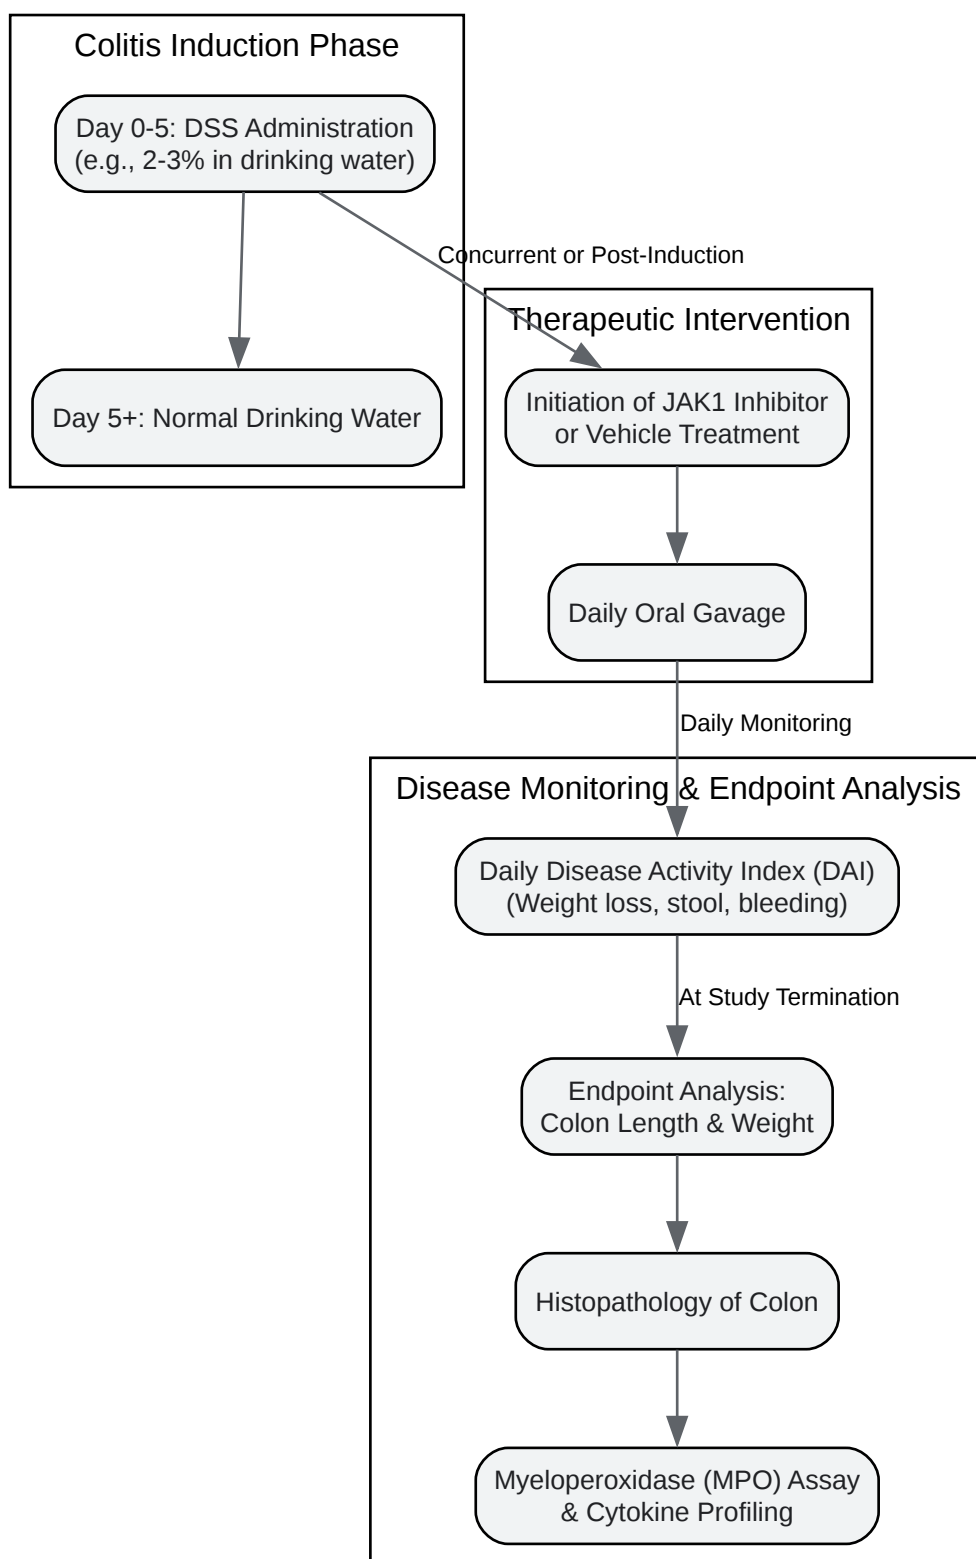 Colitis Induction Phase
Day 0-5: DSS Administration
(e.g., 2-3% in drinking water)
Concurrent or Post-Induction
Day 5+: Normal Drinking Water
Therapeutic Intervention
Initiation of JAK1 Inhibitor
or Vehicle Treatment
Daily Oral Gavage
Daily Monitoring
Disease Monitoring & Endpoint Analysis
Daily Disease Activity Index (DAI)
(Weight loss, stool, bleeding)
At Study Termination
Endpoint Analysis:
Colon Length & Weight
Histopathology of Colon
Myeloperoxidase (MPO) Assay
& Cytokine Profiling